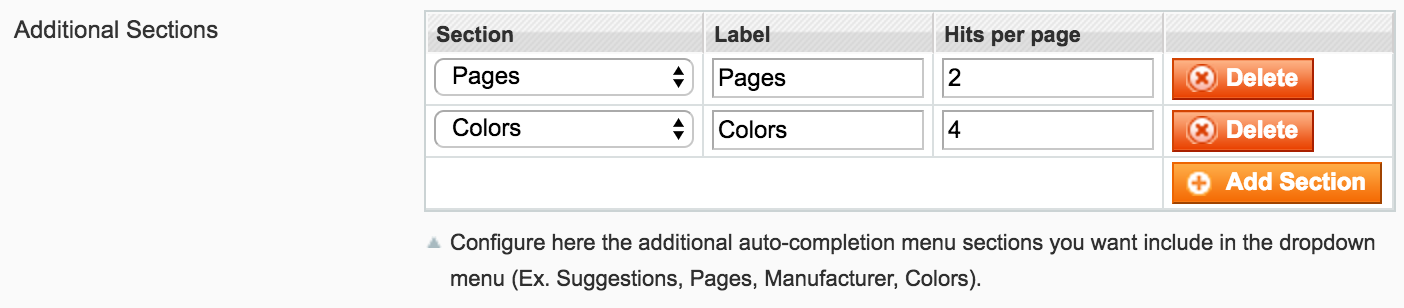 Additional Sections
Section Label Hits per page
Pages Pages 2 Delete
Colors Colors 4 Delete
Add Section
Configure here the additional auto-completion menu sections you want include in the dropdown
menu (Ex. Suggestions, Pages, Manufacturer, Colors).